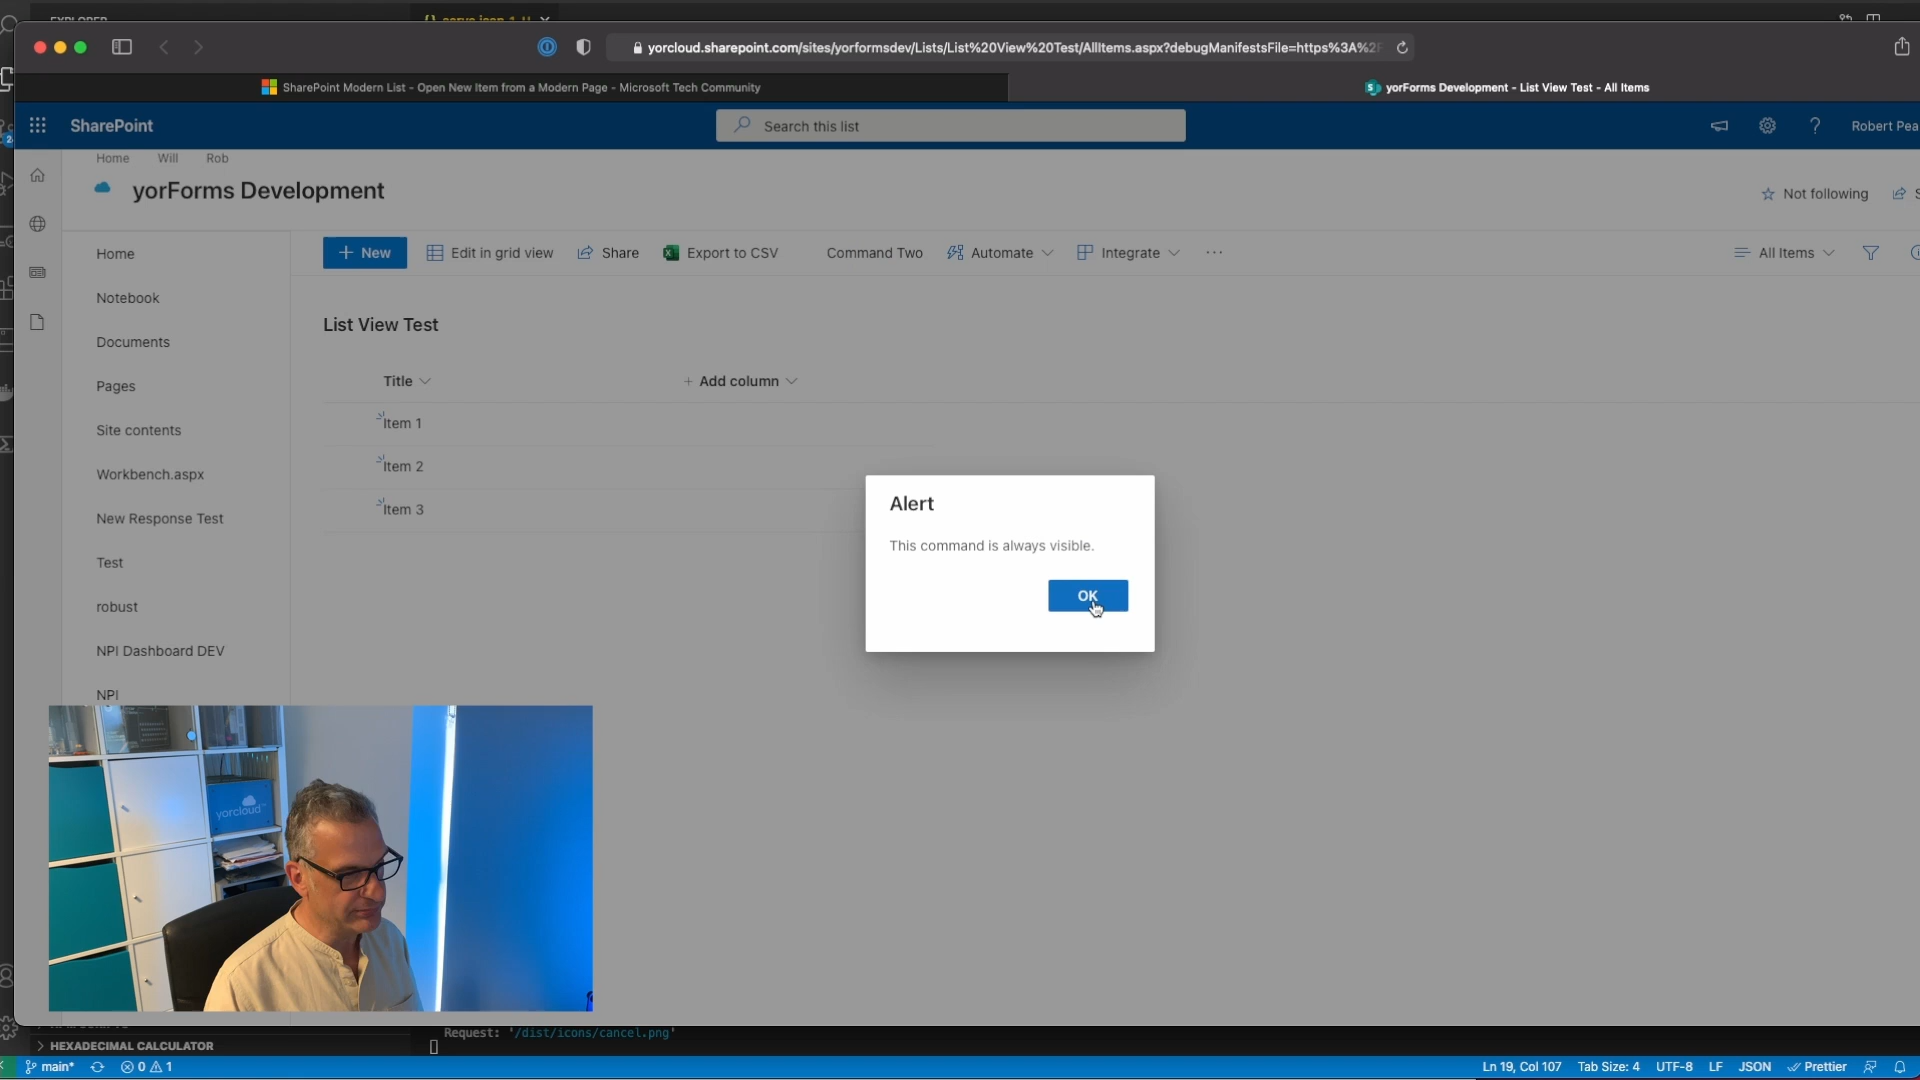 EXPLORER
yorcloud.sharepoint.com/sites/yorformsdev/Lists/List%20View%20Test/AllItems.aspx?debugManifestsFile=https%3A%2F
SharePoint Modern List - Open New Item from a Modern Page - Microsoft Tech Community
yorForms Development - List View Test - All Items
SharePoint
Search this list
Robert Pea
Home Will Rob
yorForms Development
Not following
Home
+ New Edit in grid view Share Export to CSV Command Two Automate Integrate ···
All Items
Notebook
List View Test
Documents
Title + Add column
Pages
Item 1
Site contents
Item 2
Workbench.aspx
Item 3
New Response Test
Alert
This command is always visible.
OK
Test
robust
NPI Dashboard DEV
NPI
yorcloud
Request: '/dist/icons/cancel.png'
HEXADECIMAL CALCULATOR
main* 0 1
Ln 19, Col 107 Tab Size: 4 UTF-8 LF JSON Prettier